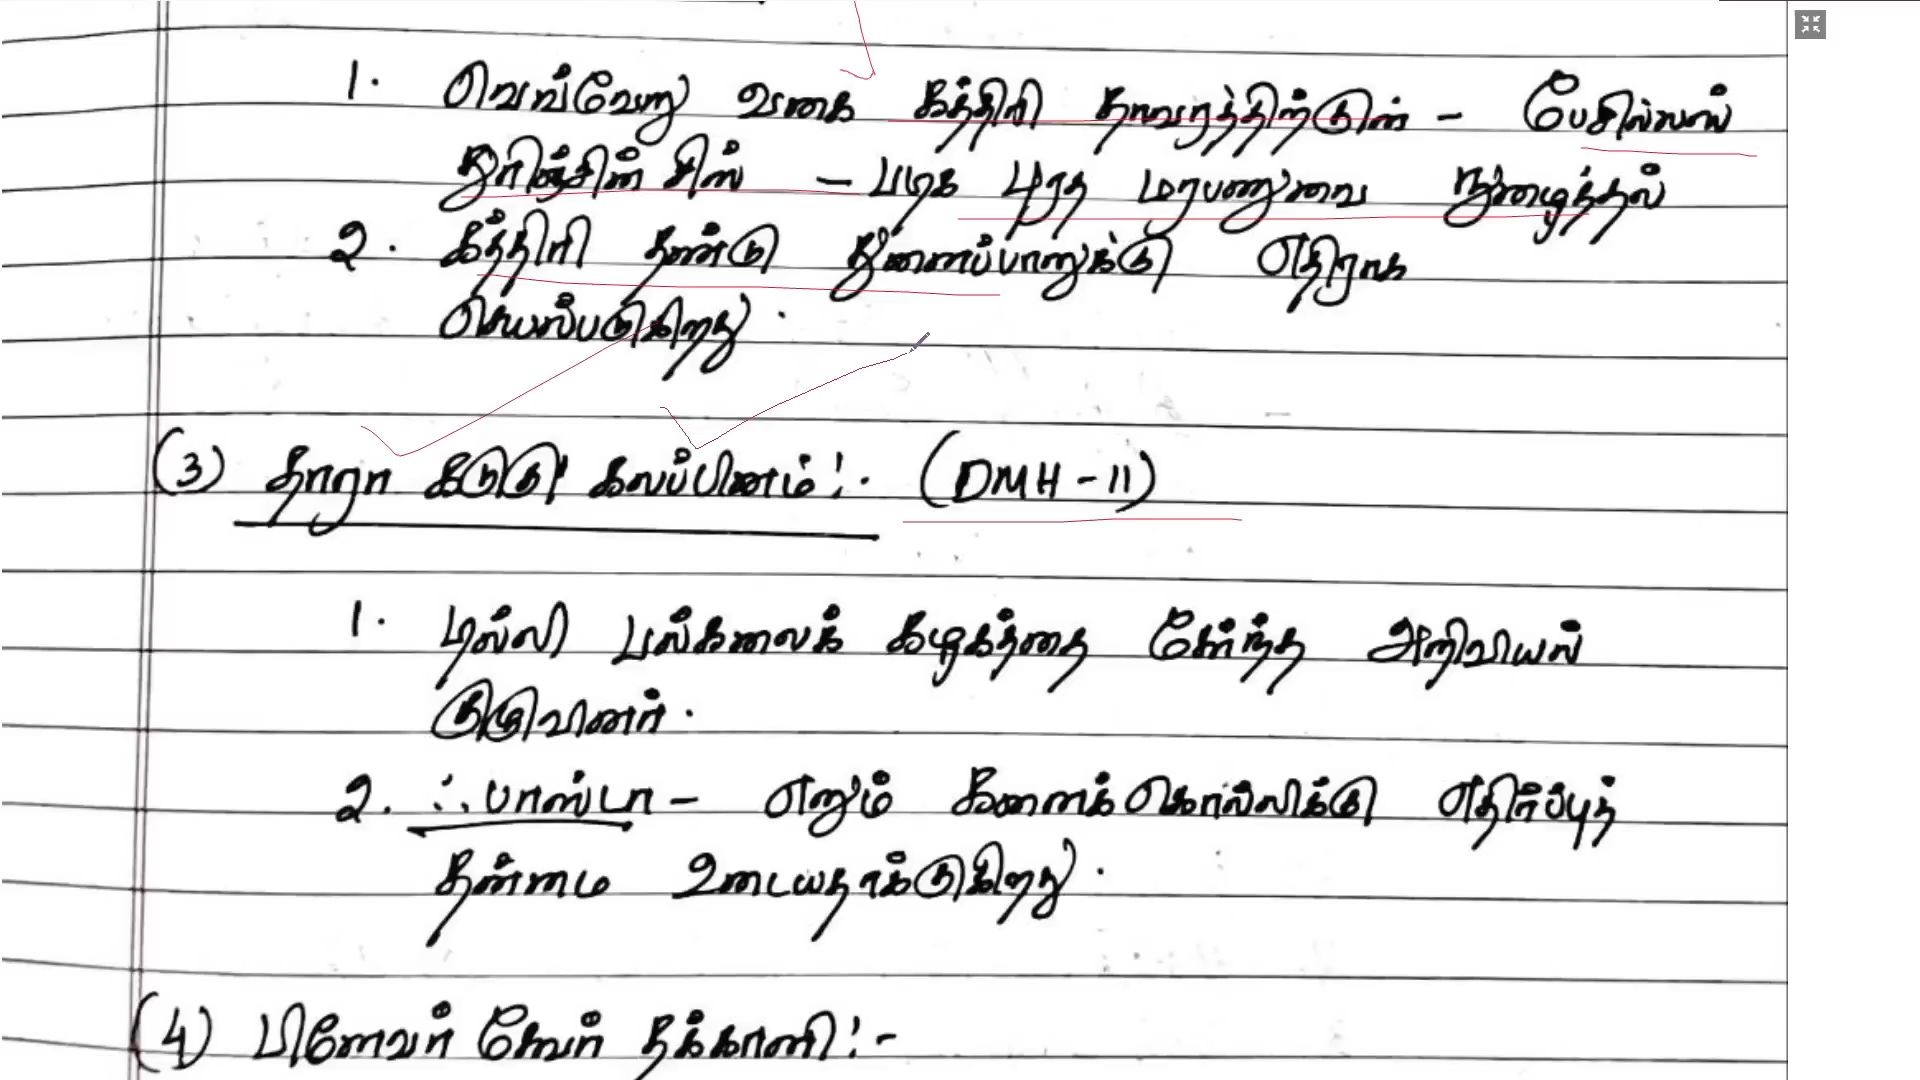 1. வெவ்வேறு வகை கத்திரி தாவரத்திற்குள் - பேசில்லஸ்
துரிஞ்சின் சிஸ் - படிக புரத மரபணுவை நுழைத்தல்
2. கத்திரி தண்டு துளைப்பானுக்கு எதிராக
செயல்படுகிறது.
(3) தாரா கடுகு கலப்பினம்:- (DMH-11)
1. டில்லி பல்கலைக் கழகத்தை சேர்ந்த அறிவியல்
குழுவினர்.
2. ஃபாஸ்டா - எனும் களைக்கொல்லிக்கு எதிர்ப்புத்
தன்மை உடையதாக்குகிறது.
(4) பிளேவர் சேவர் தக்காளி:-